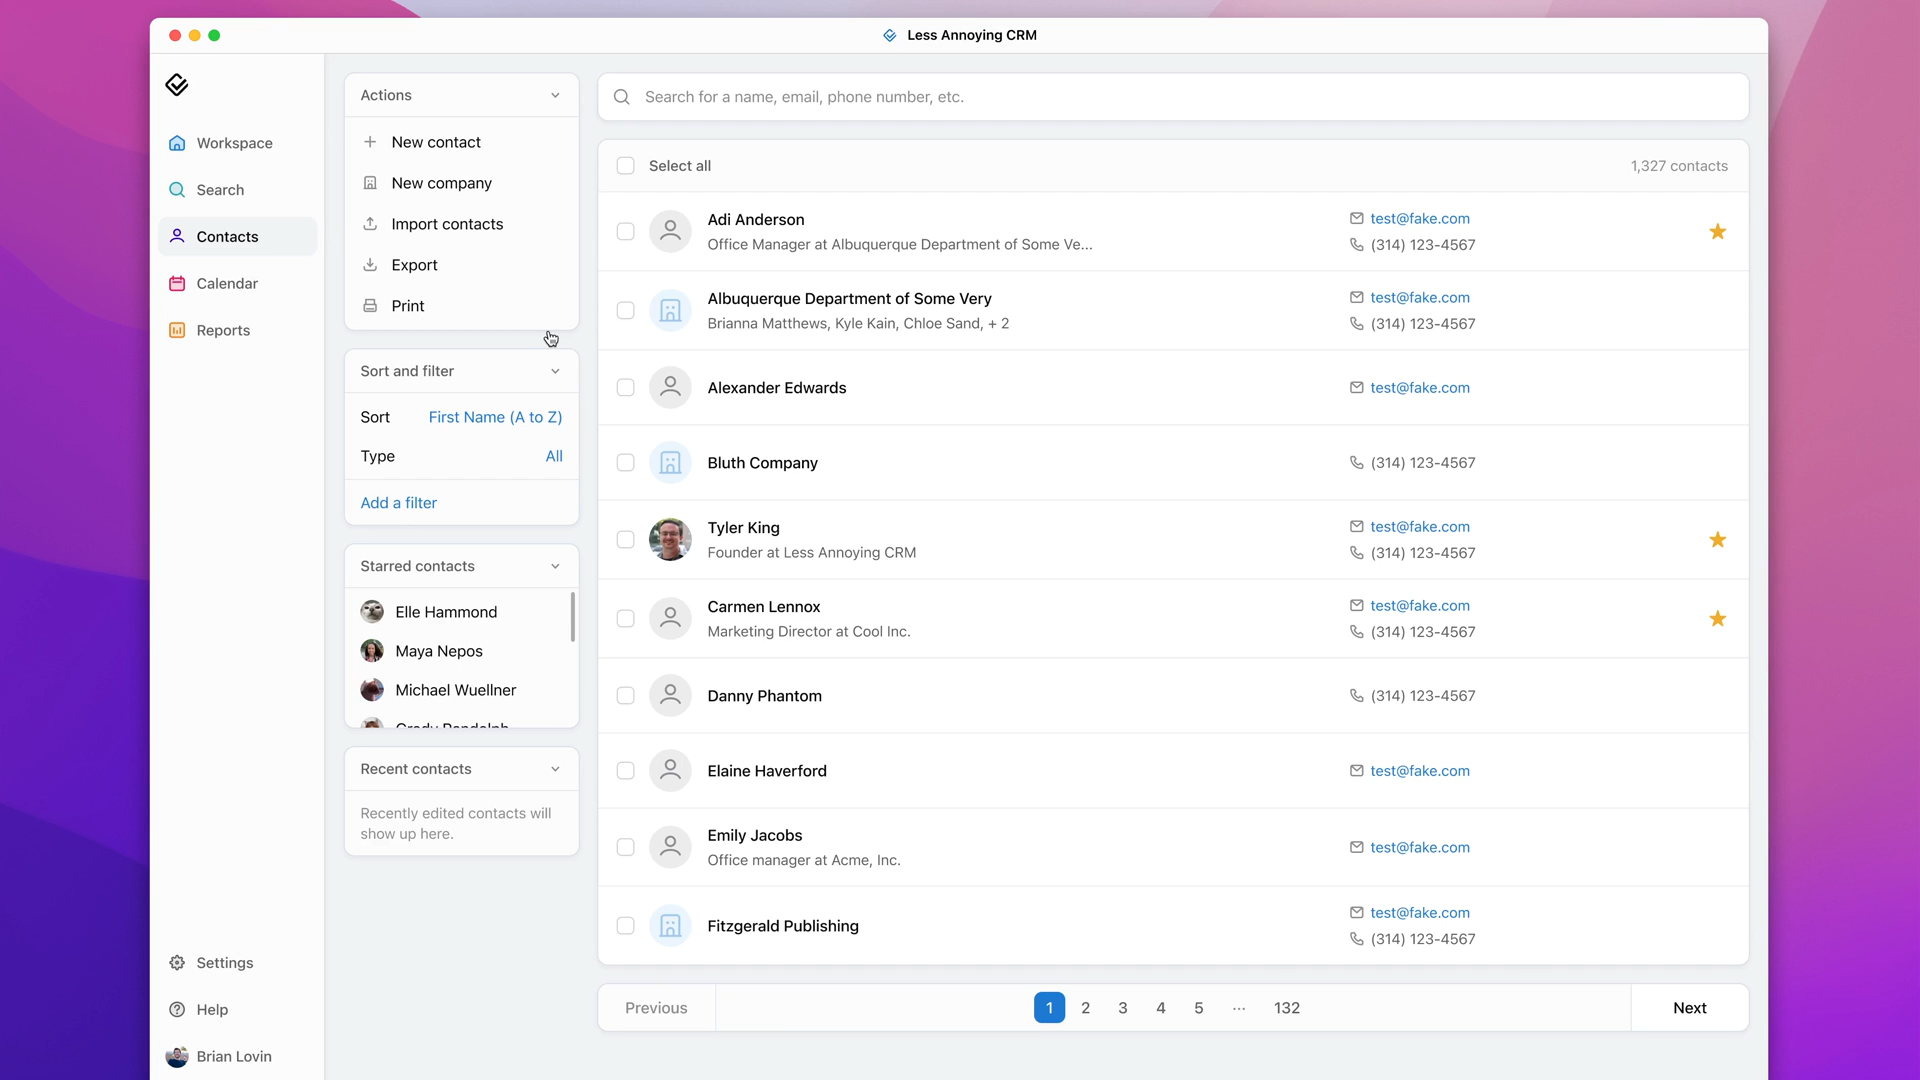 Less Annoying CRM
Workspace
Search
Contacts
Calendar
Reports
Settings
Help
Brian Lovin
Actions
New contact
New company
Import contacts
Export
Print
Sort and filter
Sort First Name (A to Z)
Type All
Add a filter
Starred contacts
Elle Hammond
Maya Nepos
Michael Wuellner
Recent contacts
Recently edited contacts will
show up here.
Search for a name, email, phone number, etc.
Select all 1,327 contacts
Adi Anderson
Office Manager at Albuquerque Department of Some Ve...
test@fake.com
(314) 123-4567
Albuquerque Department of Some Very
Brianna Matthews, Kyle Kain, Chloe Sand, + 2
test@fake.com
(314) 123-4567
Alexander Edwards
test@fake.com
Bluth Company
(314) 123-4567
Tyler King
Founder at Less Annoying CRM
test@fake.com
(314) 123-4567
Carmen Lennox
Marketing Director at Cool Inc.
test@fake.com
(314) 123-4567
Danny Phantom
(314) 123-4567
Elaine Haverford
test@fake.com
Emily Jacobs
Office manager at Acme, Inc.
test@fake.com
Fitzgerald Publishing
test@fake.com
(314) 123-4567
Previous 1 2 3 4 5 ... 132 Next